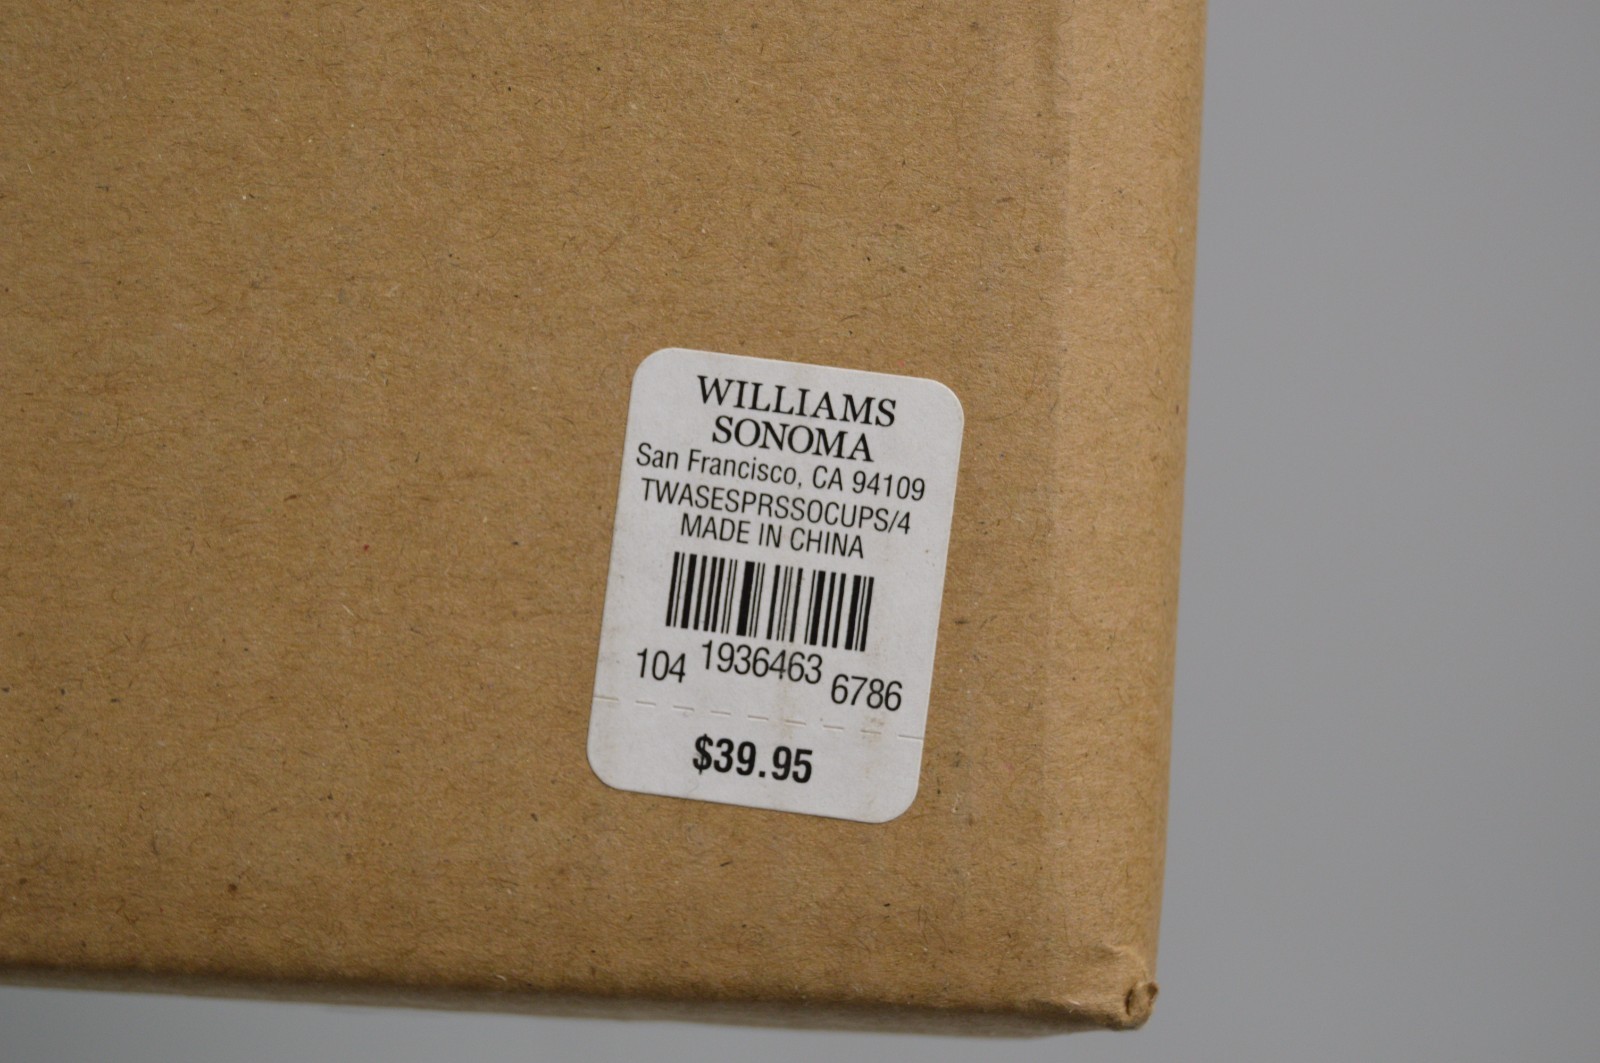 WILLIAMS
SONOMA
San Francisco, CA 94109
TWASESPRSSOCUPS/4
MADE IN CHINA
104 1936463 6786
$39.95